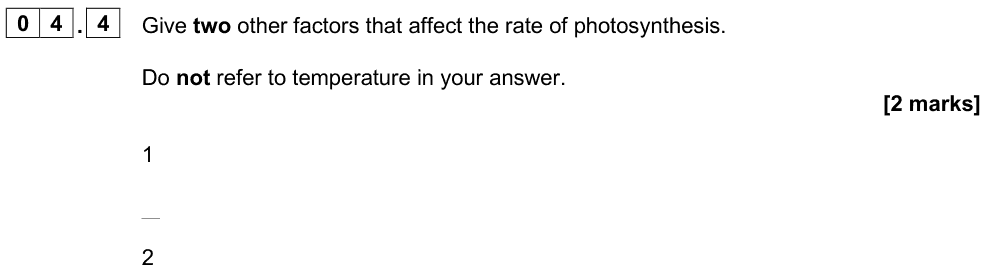 0 4 . 4 Give two other factors that affect the rate of photosynthesis.
Do not refer to temperature in your answer.
[2 marks]
1
2